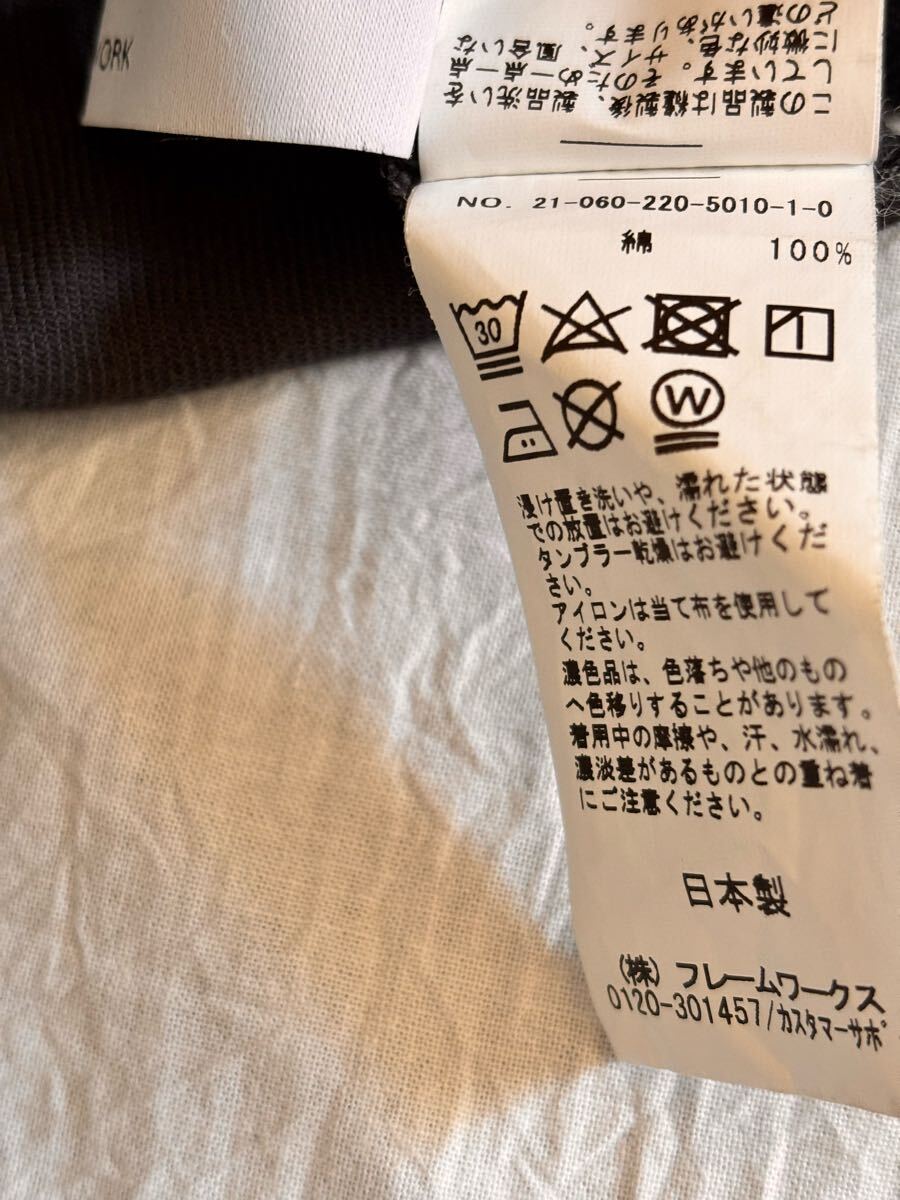 ORK
この製品は縫製後、製品洗いを
しています。そのため一点一点
に微妙な色、サイズ、風合いな
どの違いがあります。
NO. 21-060-220-5010-1-0
綿 100%
30
W
浸け置き洗いや、濡れた状態
での放置はお避けください。
タンブラー乾燥はお避けくだ
さい。
アイロンは当て布を使用して
ください。
濃色品は、色落ちや他のもの
へ色移りすることがあります。
着用中の摩擦や、汗、水濡れ、
濃淡差があるものとの重ね着
にご注意ください。
日本製
(株) フレームワークス
0120-301457/カスタマーサポ